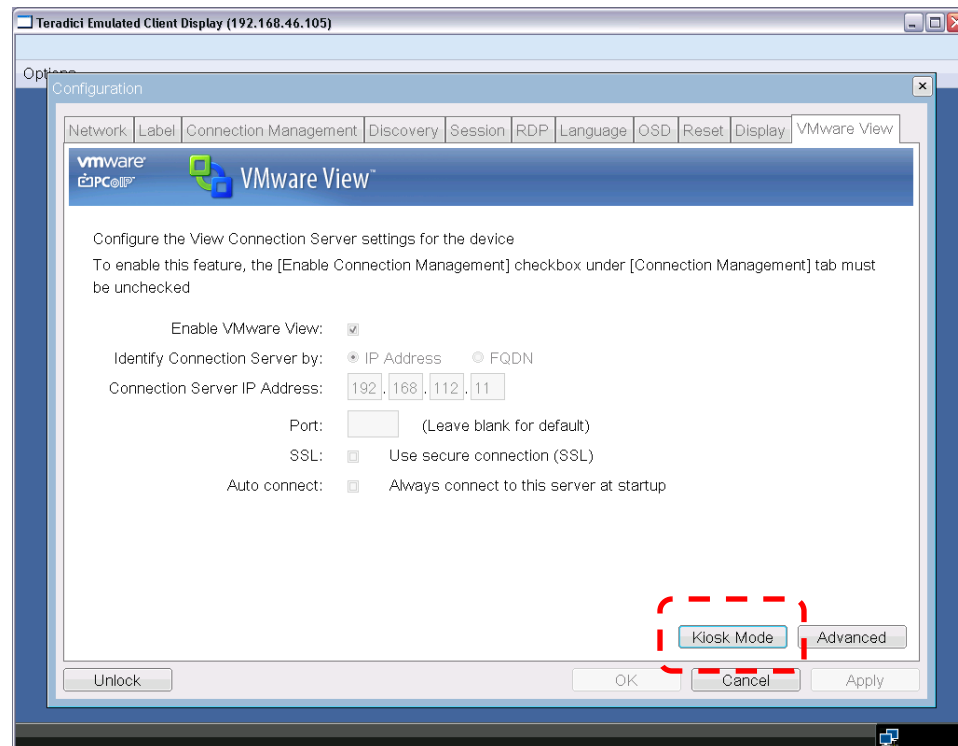 Teradici Emulated Client Display (192.168.46.105)
Options
Configuration
Network Label Connection Management Discovery Session RDP Language OSD Reset Display VMware View
vmware
PCoIP
VMware View™
Configure the View Connection Server settings for the device
To enable this feature, the [Enable Connection Management] checkbox under [Connection Management] tab must
be unchecked
Enable VMware View:
Identify Connection Server by: IP Address FQDN
Connection Server IP Address: 192 . 168 . 112 . 11
Port: (Leave blank for default)
SSL: Use secure connection (SSL)
Auto connect: Always connect to this server at startup
Kiosk Mode Advanced
Unlock OK Cancel Apply